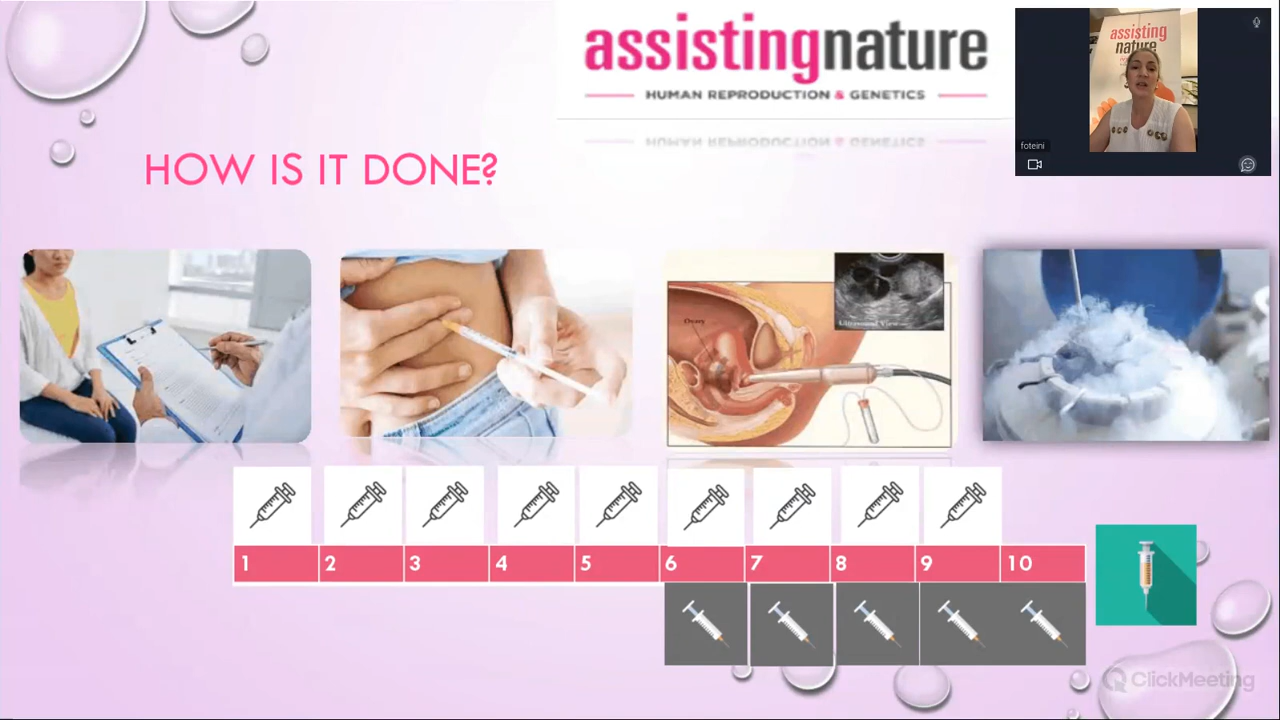 assistingnature
HUMAN REPRODUCTION & GENETICS
assisting
nature
foteini
HOW IS IT DONE?
Ovary
Ultrasound View
1 2 3 4 5 6 7 8 9 10
ClickMeeting